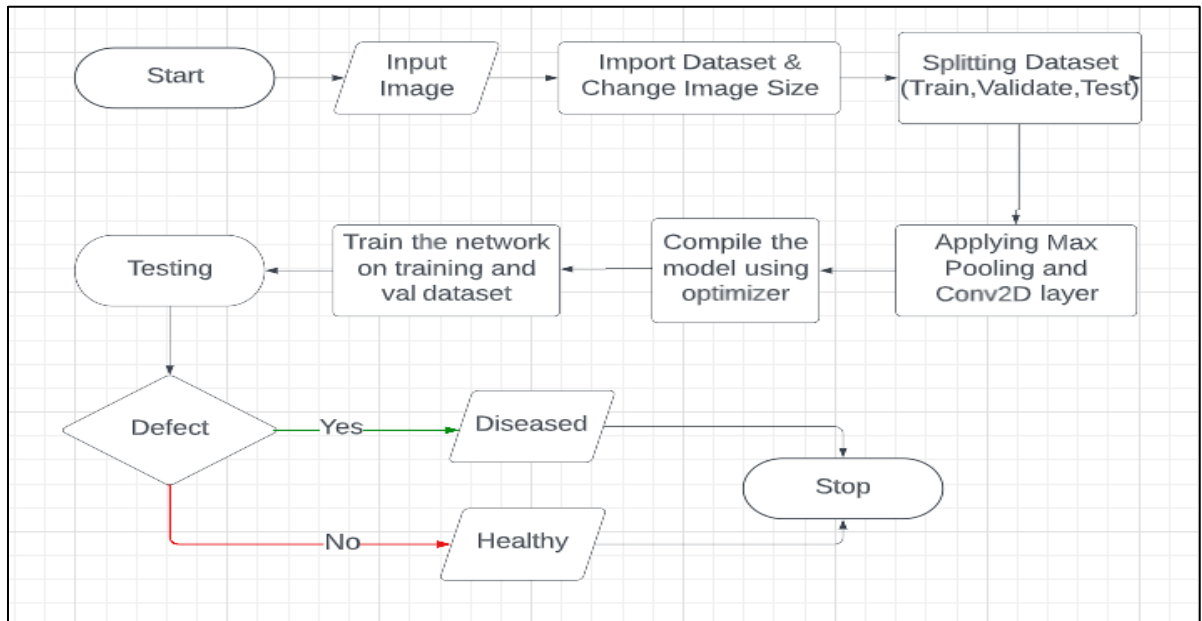 Start
Input
Image
Import Dataset &
Change Image Size
Splitting Dataset
(Train,Validate,Test)
Applying Max
Pooling and
Conv2D layer
Compile the
model using
optimizer
Train the network
on training and
val dataset
Testing
Defect
Yes
Diseased
No
Healthy
Stop